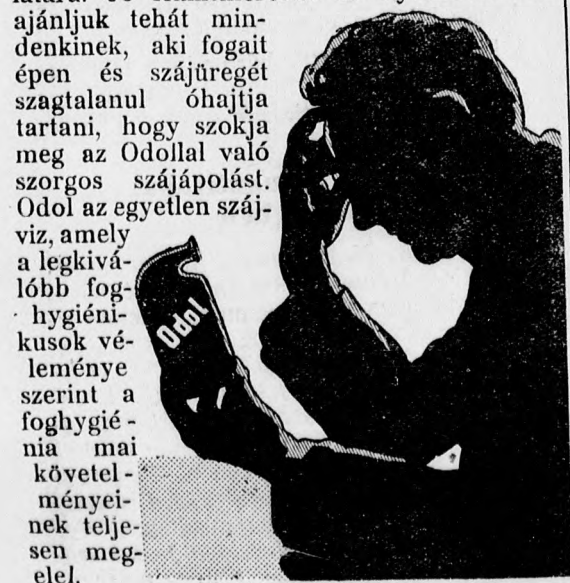 ajánljuk tehát min-
denkinek, aki fogait
épen és szájüregét
szagtalanul óhajtja
tartani, hogy szokja
meg az Odollal való
szorgos szájápolást.
Odol az egyetlen száj-
viz, amely
a legkivá-
lóbb fog-
hygiéni-
kusok vé-
leménye
szerint a
foghygié-
nia mai
követel-
ményei-
nek telje-
sen meg-
elel.
Odol